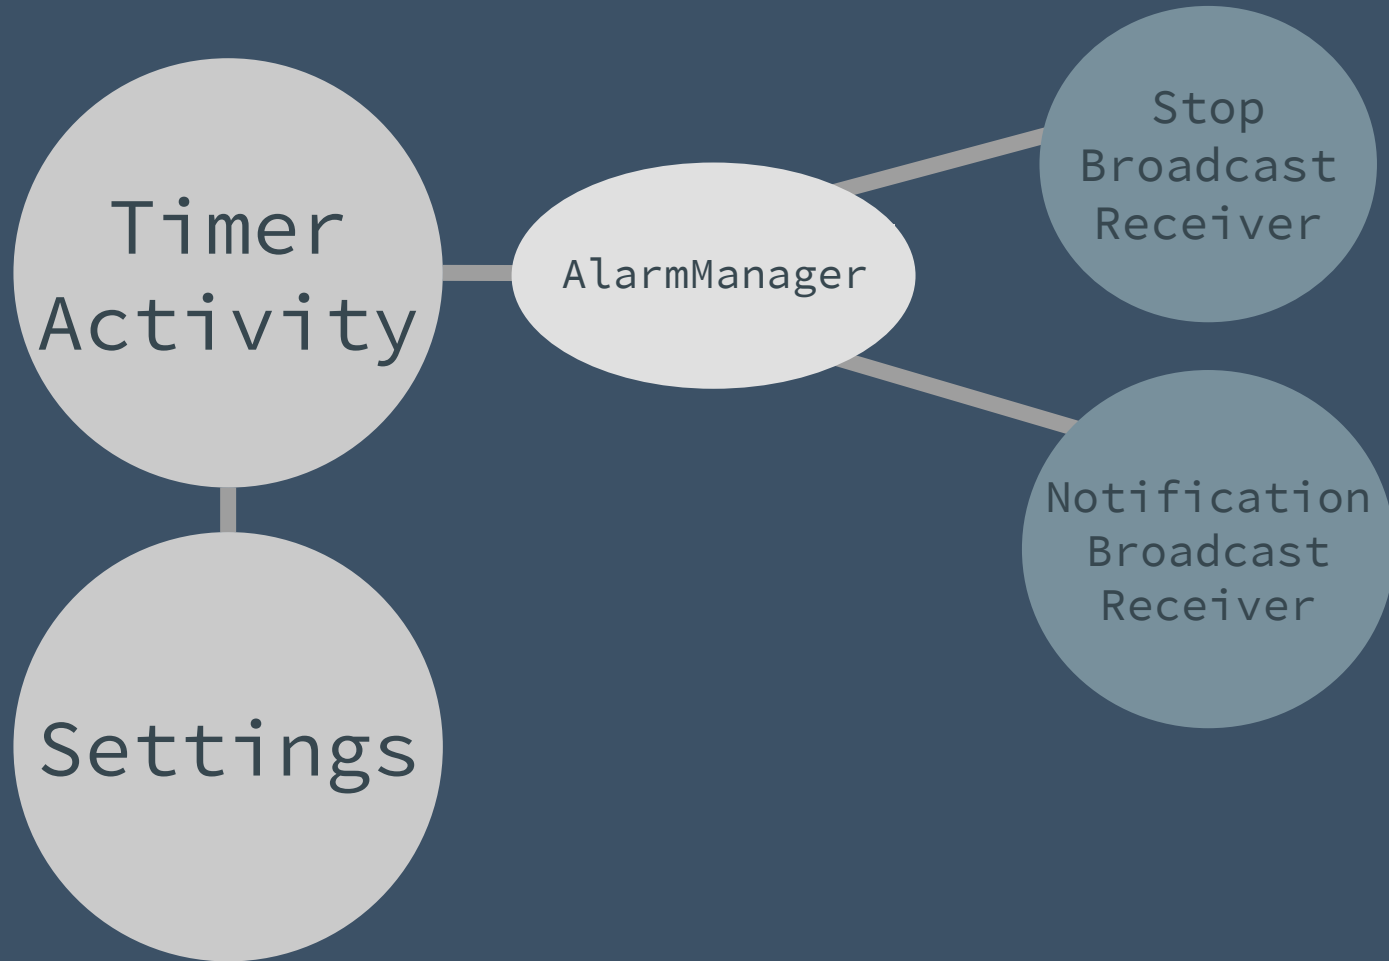 Timer
Activity
AlarmManager
Stop
Broadcast
Receiver
Notification
Broadcast
Receiver
Settings